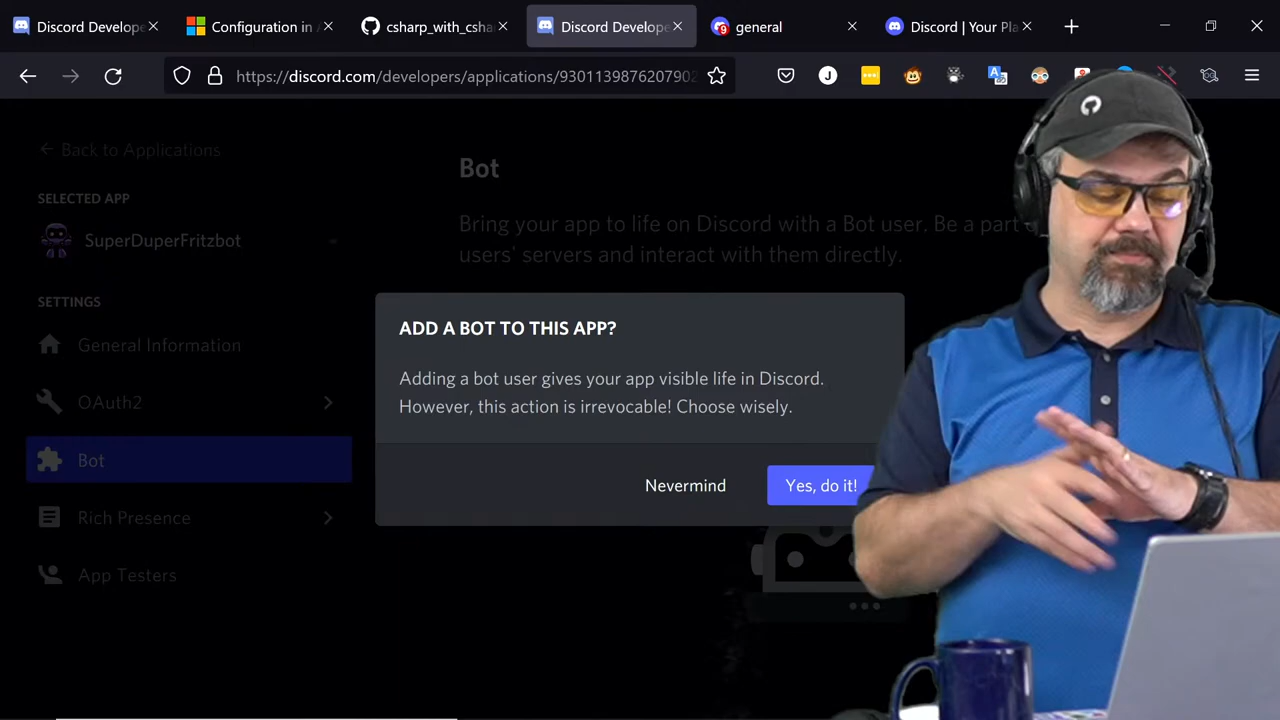 Discord Develope
Configuration in A
csharp_with_csha
Discord Develope
general
Discord | Your Pla
https://discord.com/developers/applications/9301139876207902
Back to Applications
Bot
SELECTED APP
Bring your app to life on Discord with a Bot user. Be a part
SuperDuperFritzbot
users' servers and interact with them directly.
SETTINGS
General Information
ADD A BOT TO THIS APP?
OAuth2
Adding a bot user gives your app visible life in Discord.
However, this action is irrevocable! Choose wisely.
Bot
Nevermind
Yes, do it!
Rich Presence
App Testers